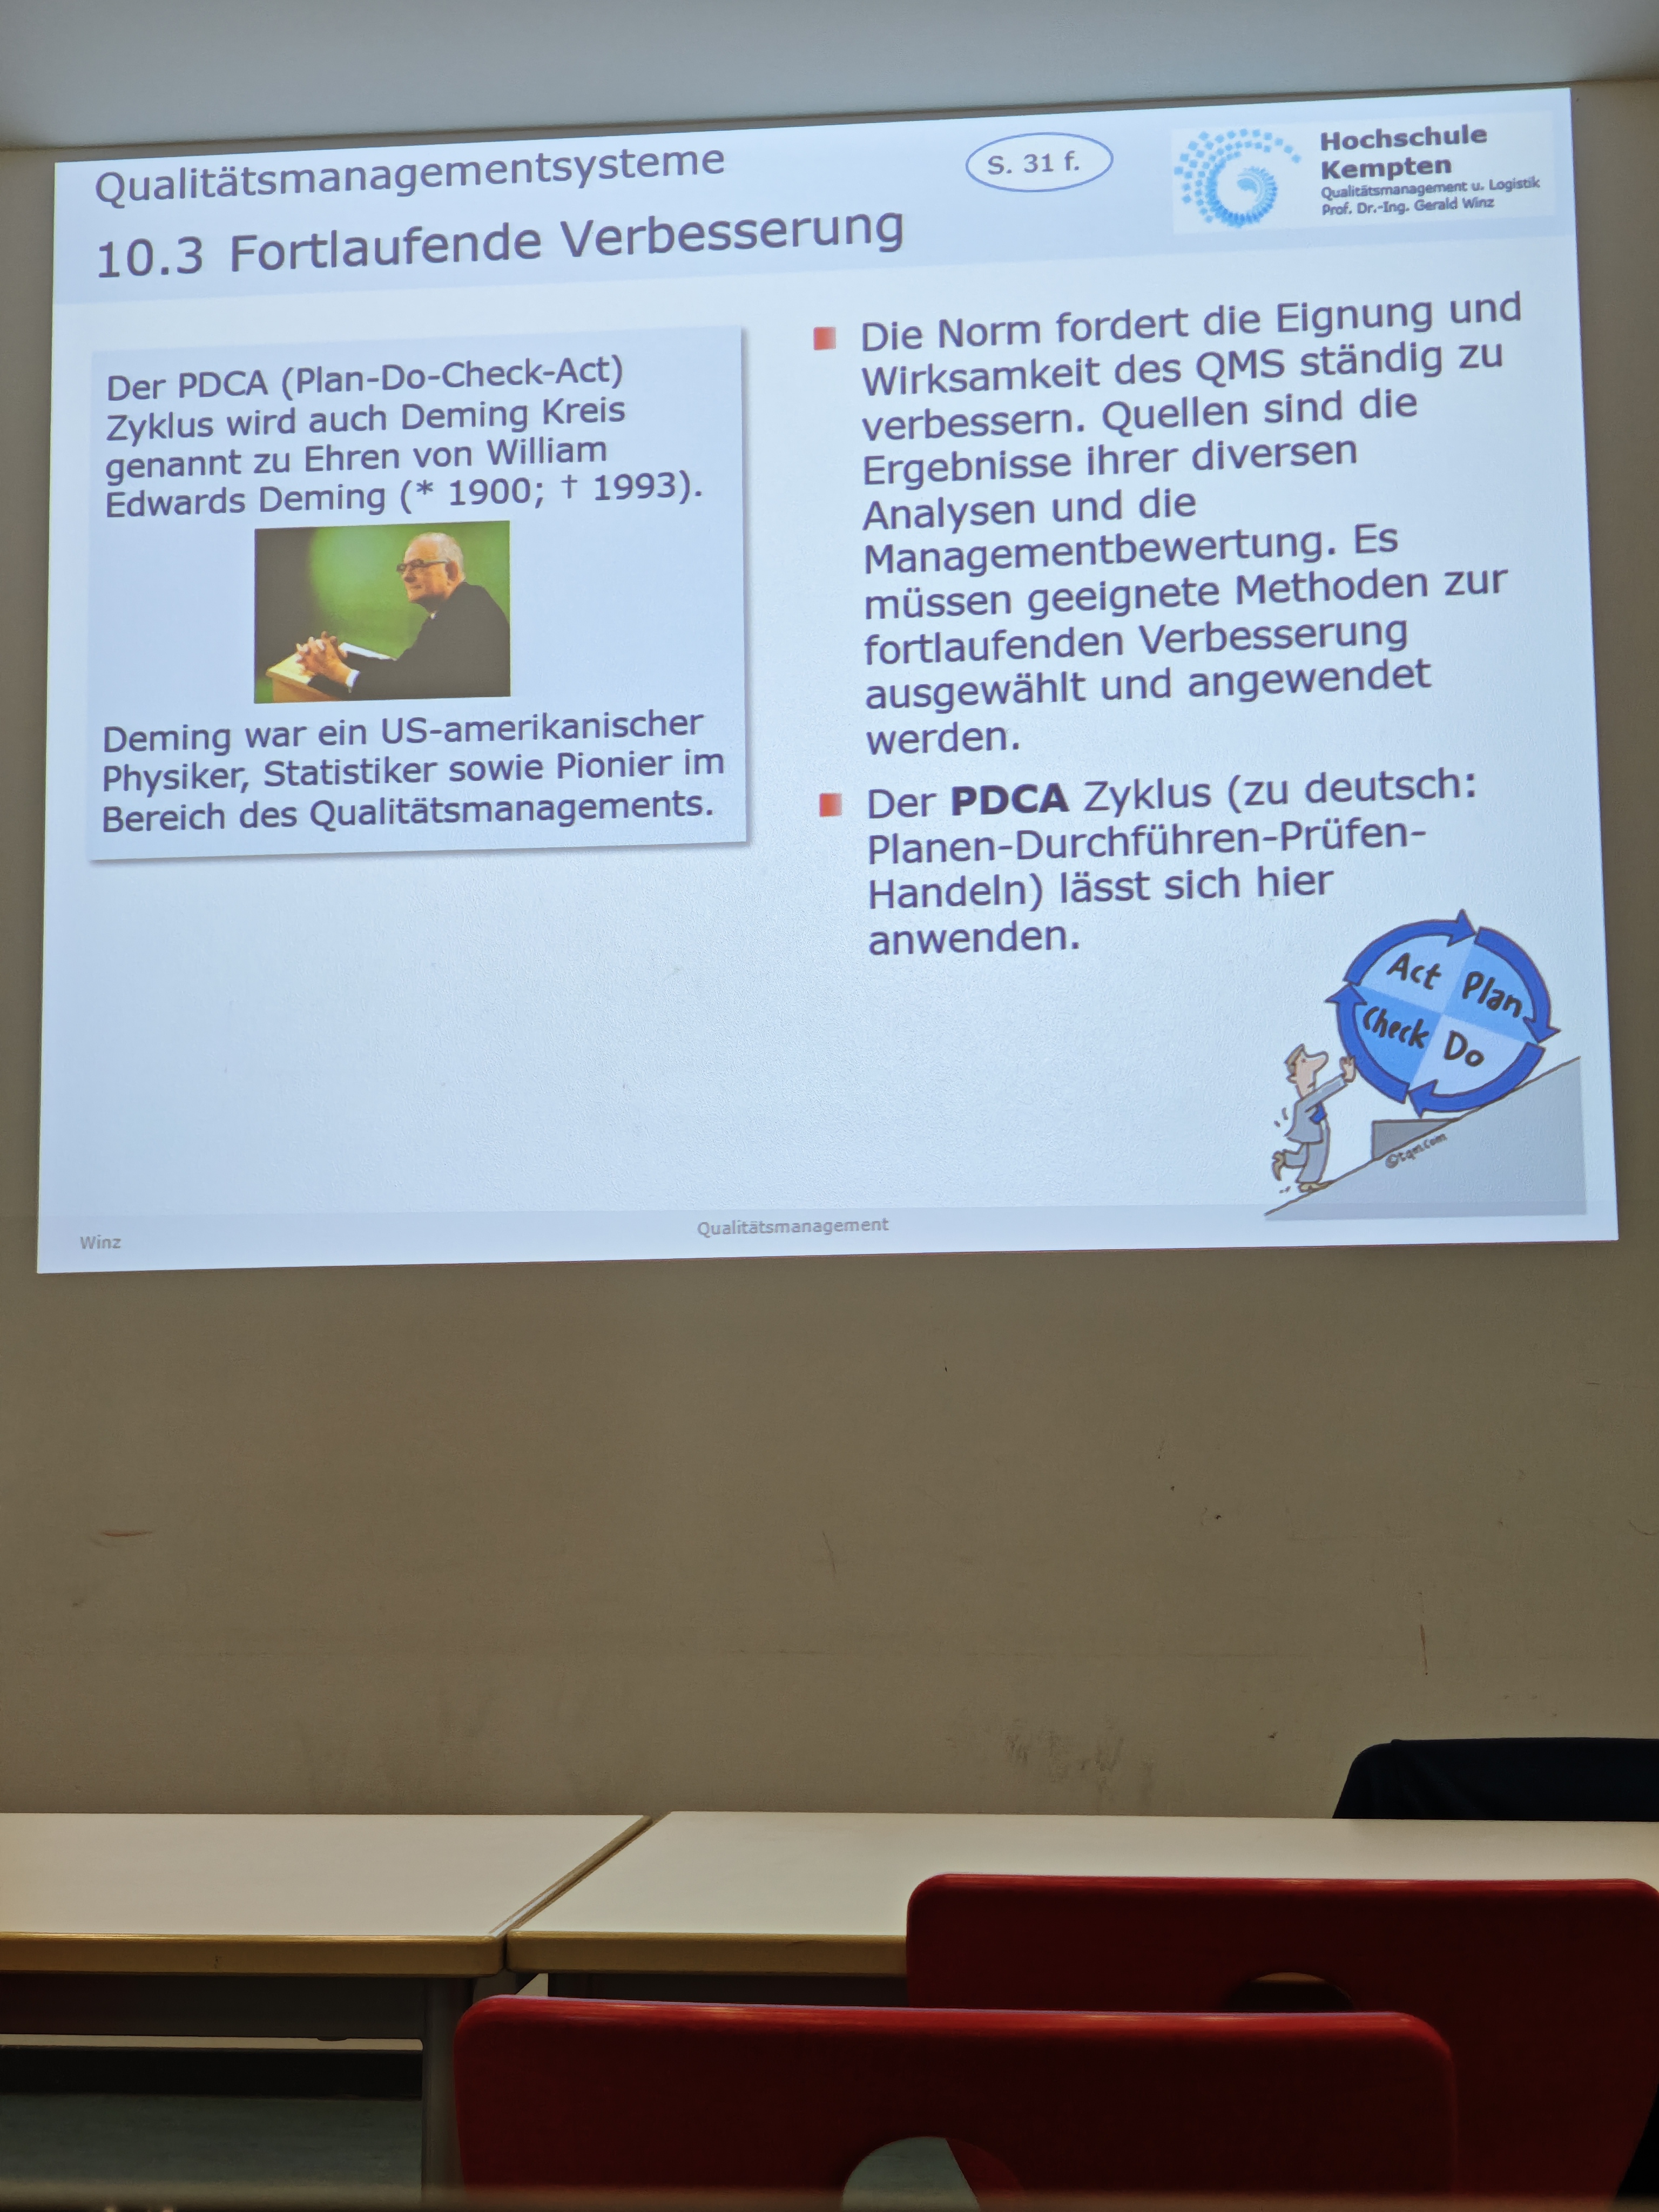 Qualitätsmanagementsysteme
10.3 Fortlaufende Verbesserung
S. 31 f.
Hochschule
Kempten
Qualitätsmanagement u. Logistik
Prof. Dr.-Ing. Gerald Winz
Der PDCA (Plan-Do-Check-Act)
Zyklus wird auch Deming Kreis
genannt zu Ehren von William
Edwards Deming (* 1900; † 1993).
Deming war ein US-amerikanischer
Physiker, Statistiker sowie Pionier im
Bereich des Qualitätsmanagements.
Die Norm fordert die Eignung und
Wirksamkeit des QMS ständig zu
verbessern. Quellen sind die
Ergebnisse ihrer diversen
Analysen und die
Managementbewertung. Es
müssen geeignete Methoden zur
fortlaufenden Verbesserung
ausgewählt und angewendet
werden.
Der PDCA Zyklus (zu deutsch:
Planen-Durchführen-Prüfen-
Handeln) lässt sich hier
anwenden.
Act Plan
Check Do
©tqm.com
Winz
Qualitätsmanagement